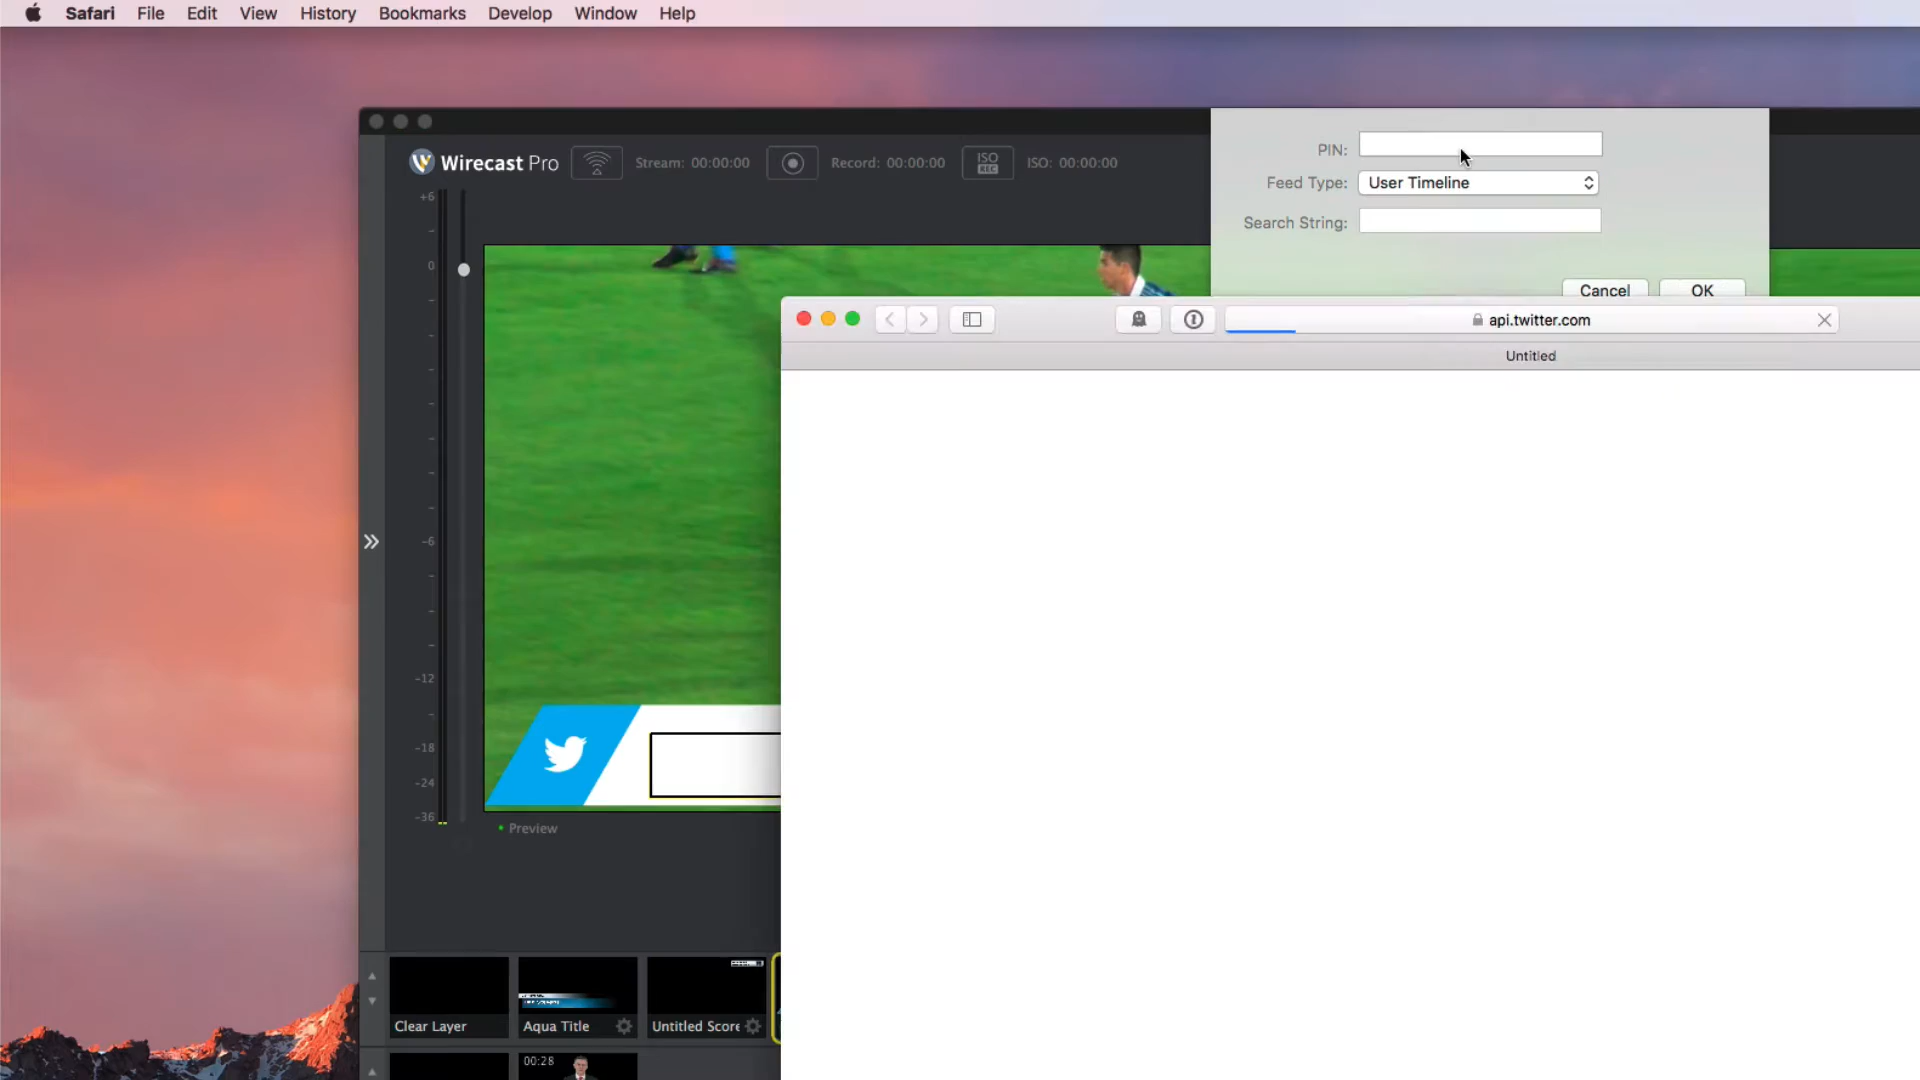 Safari File Edit View History Bookmarks Develop Window Help
Wirecast Pro
Stream: 00:00:00
Record: 00:00:00
ISO REC
ISO: 00:00:00
PIN:
Feed Type: User Timeline
Search String:
Cancel OK
api.twitter.com
Untitled
+6
0
-6
-12
-18
-24
-36
Preview
Clear Layer
Aqua Title
Untitled Score
00:28